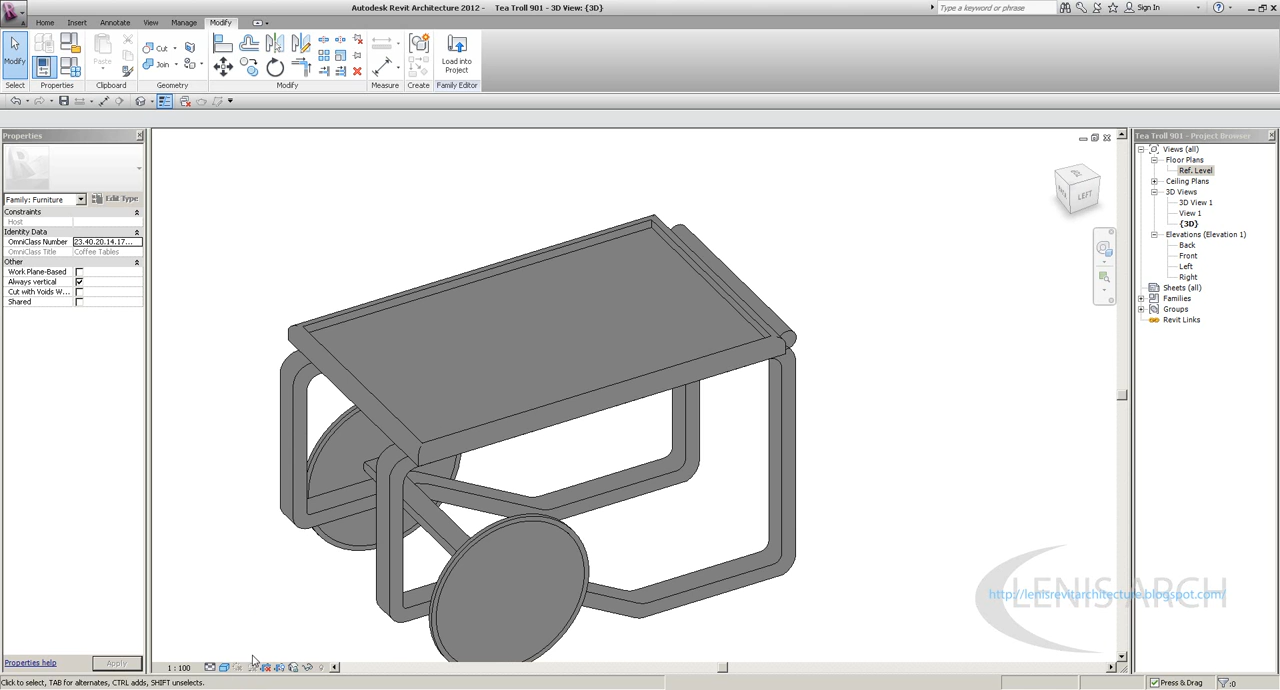 Autodesk Revit Architecture 2012 - Tea Troll 901 - 3D View: {3D}
Type a keyword or phrase
Sign In
Home Insert Annotate View Manage Modify
Modify
Paste
Cut
Join
Load into
Project
Select Properties Clipboard Geometry Modify Measure Create Family Editor
Properties
Family: Furniture
Edit Type
Constraints
Host
Identity Data
OmniClass Number 23.40.20.14.17...
OmniClass Title Coffee Tables
Other
Work Plane-Based
Always vertical
Cut with Voids W...
Shared
Properties help
Apply
LEFT
Tea Troll 901 - Project Browser
Views (all)
Floor Plans
Ref. Level
Ceiling Plans
3D Views
3D View 1
View 1
{3D}
Elevations (Elevation 1)
Back
Front
Left
Right
Sheets (all)
Families
Groups
Revit Links
LENIS ARCH
http://lenisrevitarchitecture.blogspot.com/
1 : 100
Click to select, TAB for alternates, CTRL adds, SHIFT unselects.
Press & Drag
:0